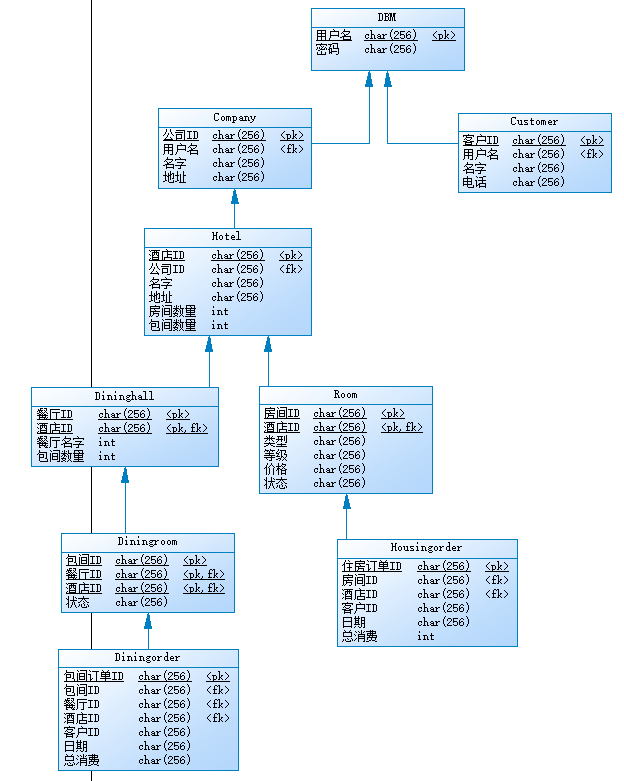 DBM
用户名 char(256) <pk>
密码 char(256)
Company
公司ID char(256) <pk>
用户名 char(256) <fk>
名字 char(256)
地址 char(256)
Customer
客户ID char(256) <pk>
用户名 char(256) <fk>
名字 char(256)
电话 char(256)
Hotel
酒店ID char(256) <pk>
公司ID char(256) <fk>
名字 char(256)
地址 char(256)
房间数量 int
包间数量 int
Dininghall
餐厅ID char(256) <pk>
酒店ID char(256) <pk,fk>
餐厅名字 int
包间数量 int
Room
房间ID char(256) <pk>
酒店ID char(256) <pk,fk>
类型 char(256)
等级 char(256)
价格 char(256)
状态 char(256)
Diningroom
包间ID char(256) <pk>
餐厅ID char(256) <pk,fk>
酒店ID char(256) <pk,fk>
状态 char(256)
Housingorder
住房订单ID char(256) <pk>
房间ID char(256) <fk>
酒店ID char(256) <fk>
客户ID char(256)
日期 char(256)
总消费 int
Diningorder
包间订单ID char(256) <pk>
包间ID char(256) <fk>
餐厅ID char(256) <fk>
酒店ID char(256) <fk>
客户ID char(256)
日期 char(256)
总消费 char(256)